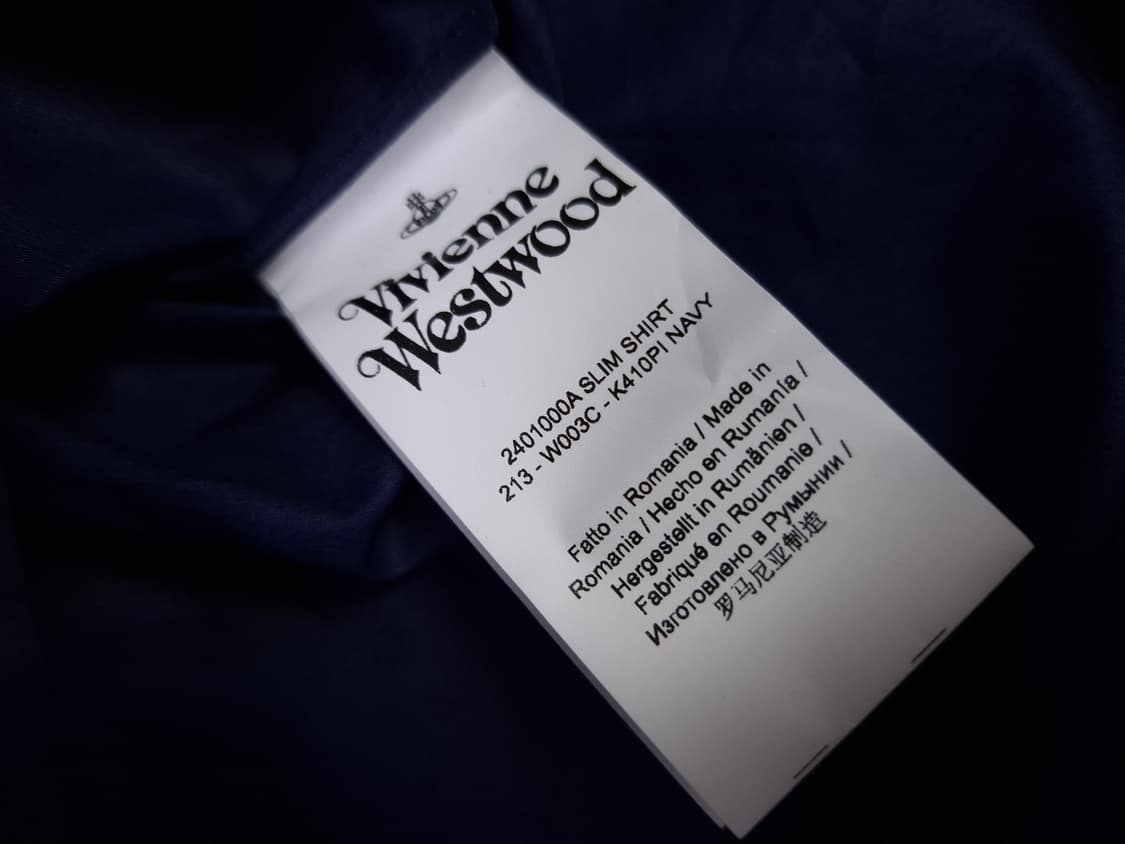 Vivienne
Westwood
2401000A SLIM SHIRT
213 - W003C - K410PI NAVY
Fatto in Romania / Made in
Romania / Hecho en Rumanía /
Hergestellt in Rumänien /
Fabriqué en Roumanie /
Изготовлено в Румынии /
罗马尼亚制造